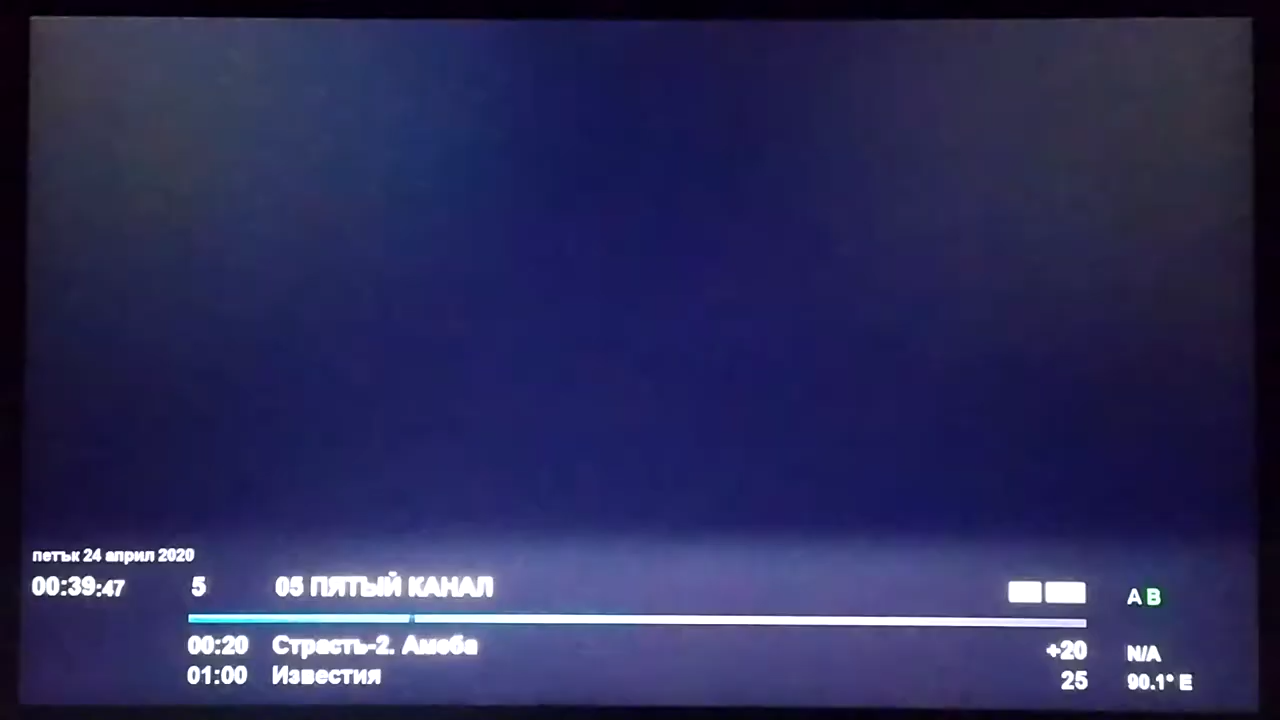 петък 24 април 2020
00:39:47 5 05 ПЯТЫЙ КАНАЛ A B
00:20 Страсть-2. Амеба +20 N/A
01:00 Известия 25 90.1° E